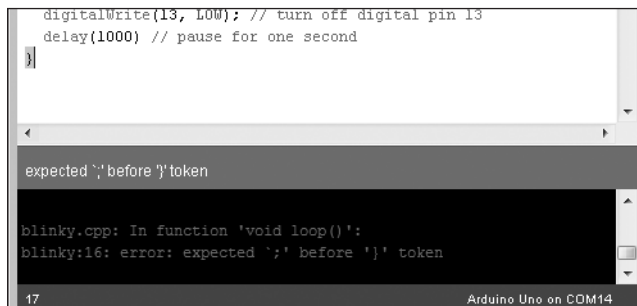 digitalWrite(13, LOW); // turn off digital pin 13
delay(1000) // pause for one second
}
expected `;' before '}' token
blinky.cpp: In function 'void loop()':
blinky:16: error: expected `;' before '}' token
17 Arduino Uno on COM14